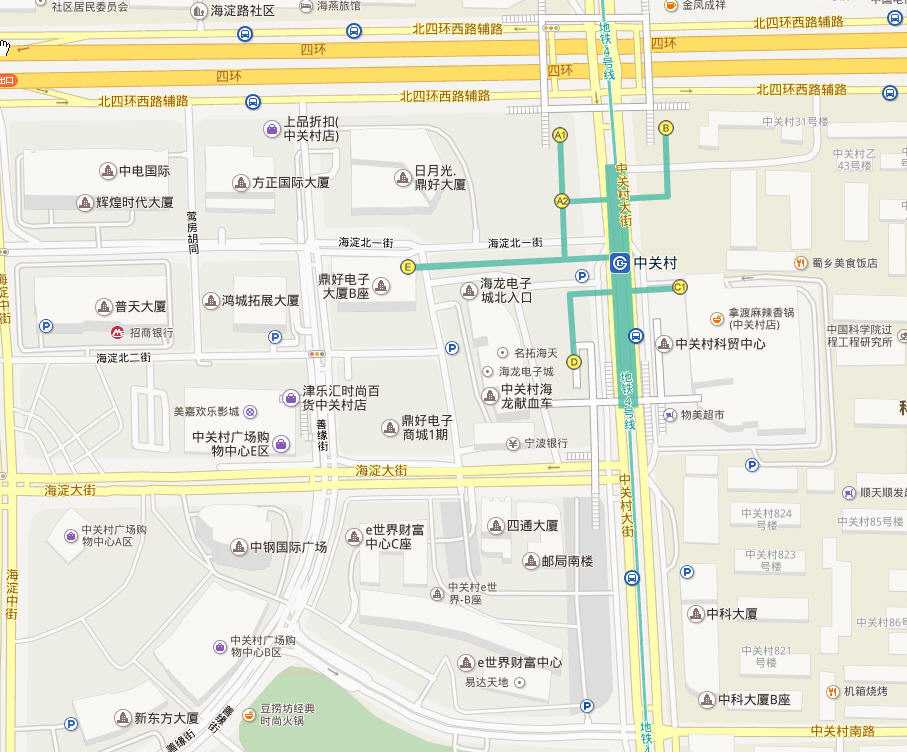 社区居民委员会
海淀路社区
海燕旅馆
金凤成祥
北四环西路辅路
北四环西路辅路
四环
四环
地铁4号线
出口
四环
四环
北四环西路辅路
北四环西路辅路
北四环西路辅路
上品折扣(
中关村店)
A1
B
中关村31号楼
中关村乙
43号楼
中电国际
方正国际大厦
日月光.
鼎好大厦
辉煌时代大厦
A2
中关村大街
莺房胡同
海淀北一街
海淀北一街
E
中关村
蜀乡美食饭店
海淀中街
鼎好电子
大厦B座
海龙电子
城北入口
P
C1
普天大厦
鸿城拓展大厦
拿渡麻辣香锅
(中关村店)
P
招商银行
P
中关村科贸中心
中国科学院过
程工程研究所
海淀北二街
P
名拓海天
D
海龙电子城
地铁4号线
津乐汇时尚百
货中关村店
中关村海
龙献血车
美嘉欢乐影城
物美超市
善缘街
鼎好电子
商城1期
中关村广场购
物中心E区
宁波银行
P
海淀大街
海淀大街
中关村大街
顺天顺发超
中关村824
号楼
中关村85号楼
中关村广场购
物中心A区
e世界财富
中心C座
四通大厦
中钢国际广场
邮局南楼
中关村823
号楼
P
海淀中街
中关村e世
界-B座
中科大厦
中关村86号
中关村广场购
物中心B区
e世界财富中心
中关村821
号楼
易达天地
中科大厦B座
机箱烧烤
P
新东方大厦
豆捞坊经典
时尚火锅
善缘街
善缘街
P
地铁4
中关村南路